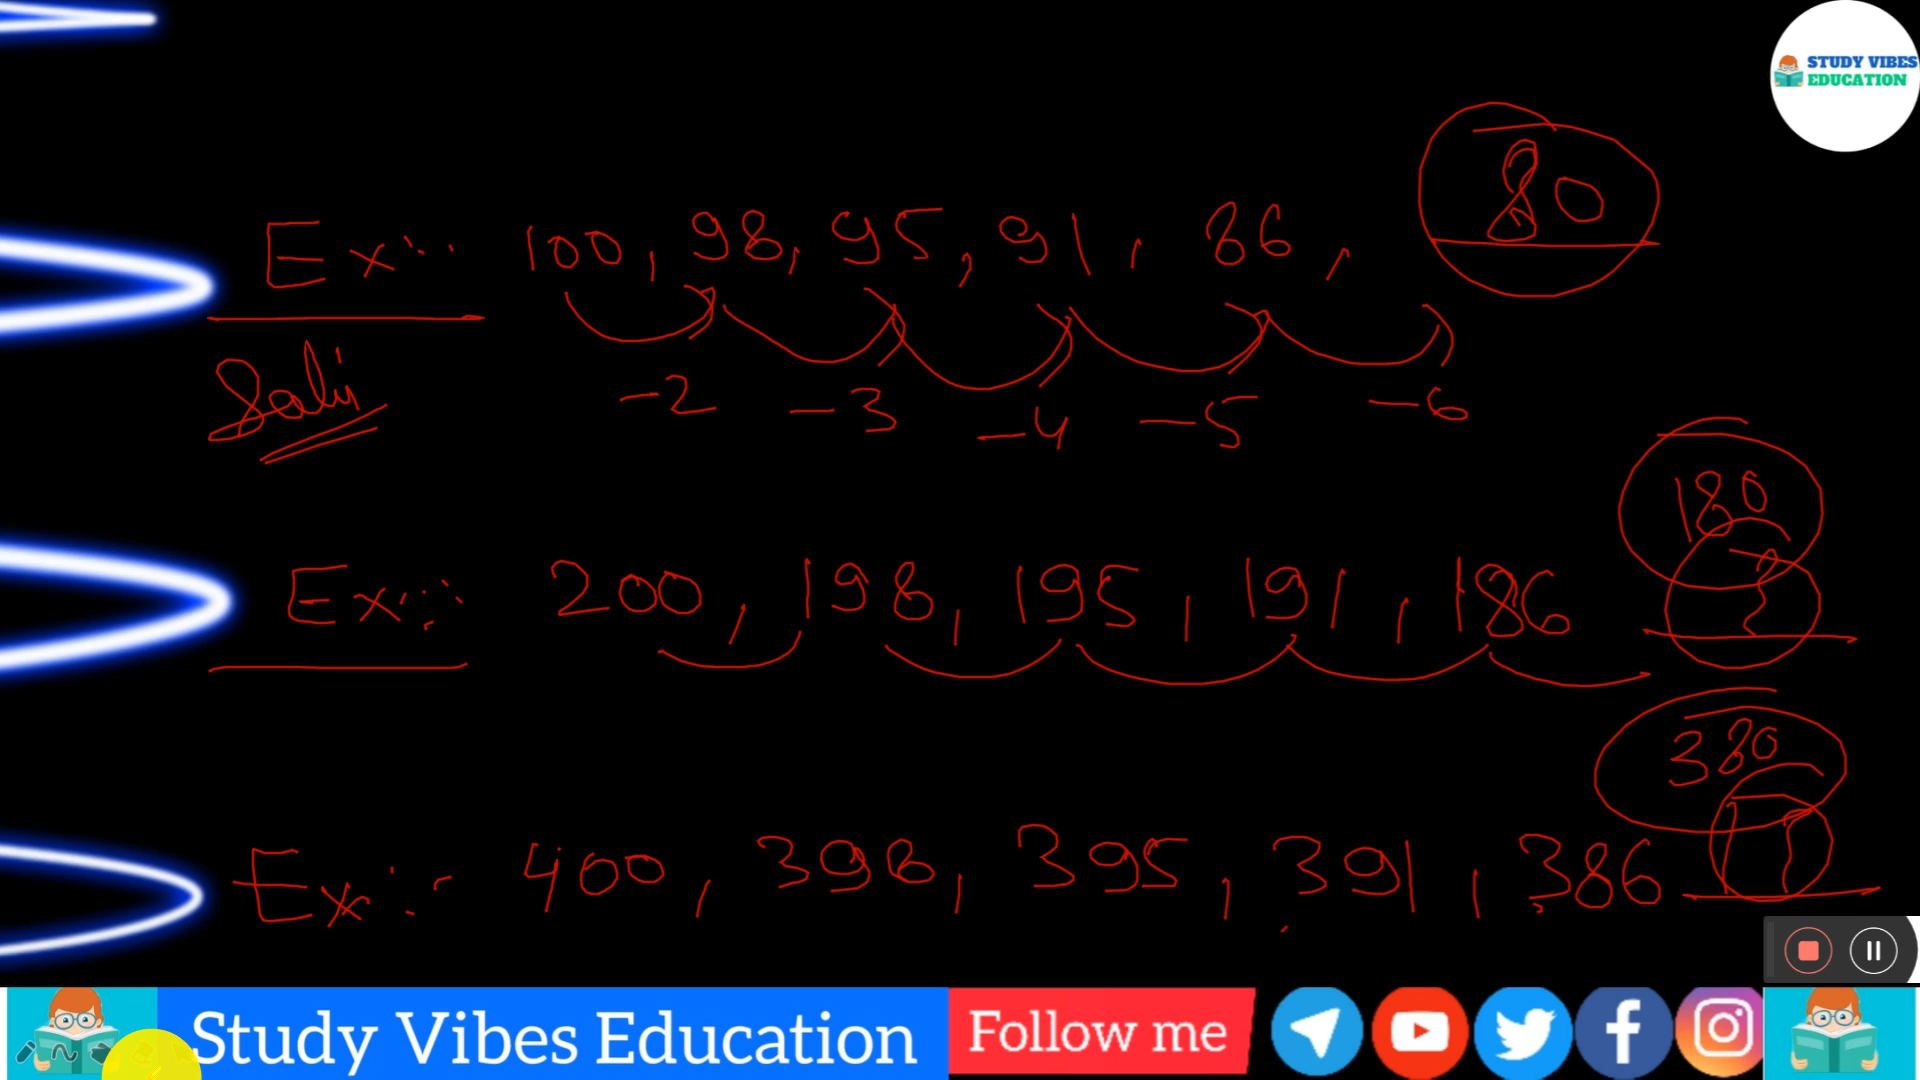 STUDY VIBES
EDUCATION
Ex:- 100, 98, 95, 91, 86, 80
Soln
-2 -3 -4 -5 -6
180
Ex:- 200, 198, 195, 191, 186 ?
380
Ex:- 400, 398, 395, 391, 386
Study Vibes Education Follow me